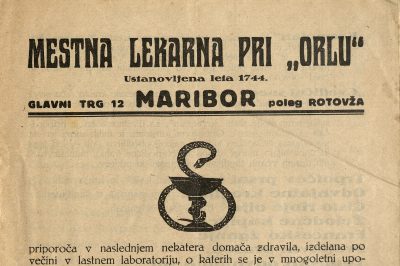 MESTNA LEKARNA PRI „ORLU“
Ustanovljena leta 1744.
GLAVNI TRG 12 MARIBOR poleg ROTOVŽA
priporoča v naslednjem nekatera domača zdravila, izdelana po
večini v lastnem laboratoriju, o katerih se je v mnogoletni upo-